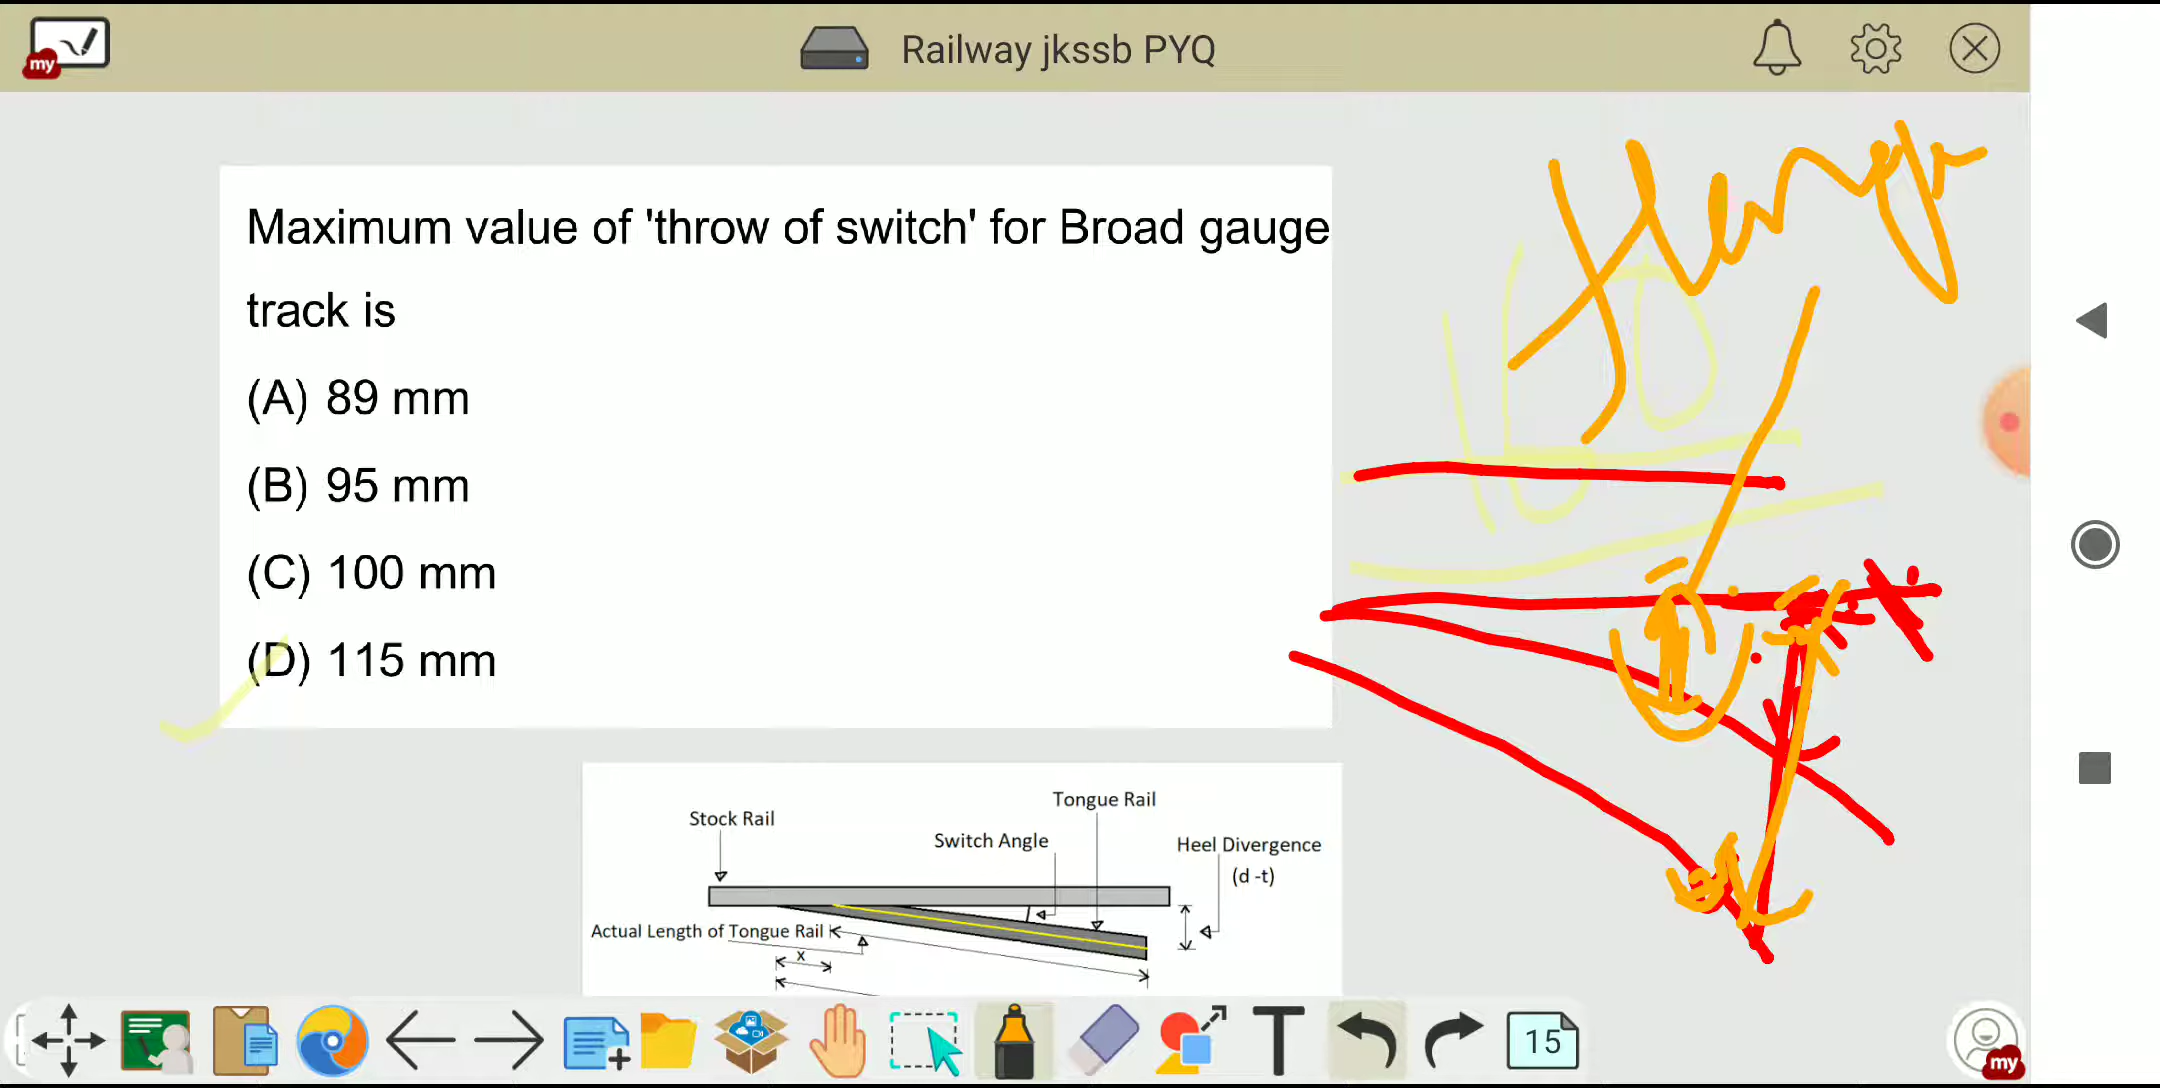 my
Railway jkssb PYQ
Maximum value of 'throw of switch' for Broad gauge
track is
(A) 89 mm
(B) 95 mm
(C) 100 mm
(D) 115 mm
Tongue Rail
Stock Rail
Switch Angle
Heel Divergence
(d -t)
Actual Length of Tongue Rail
x
T
15
my